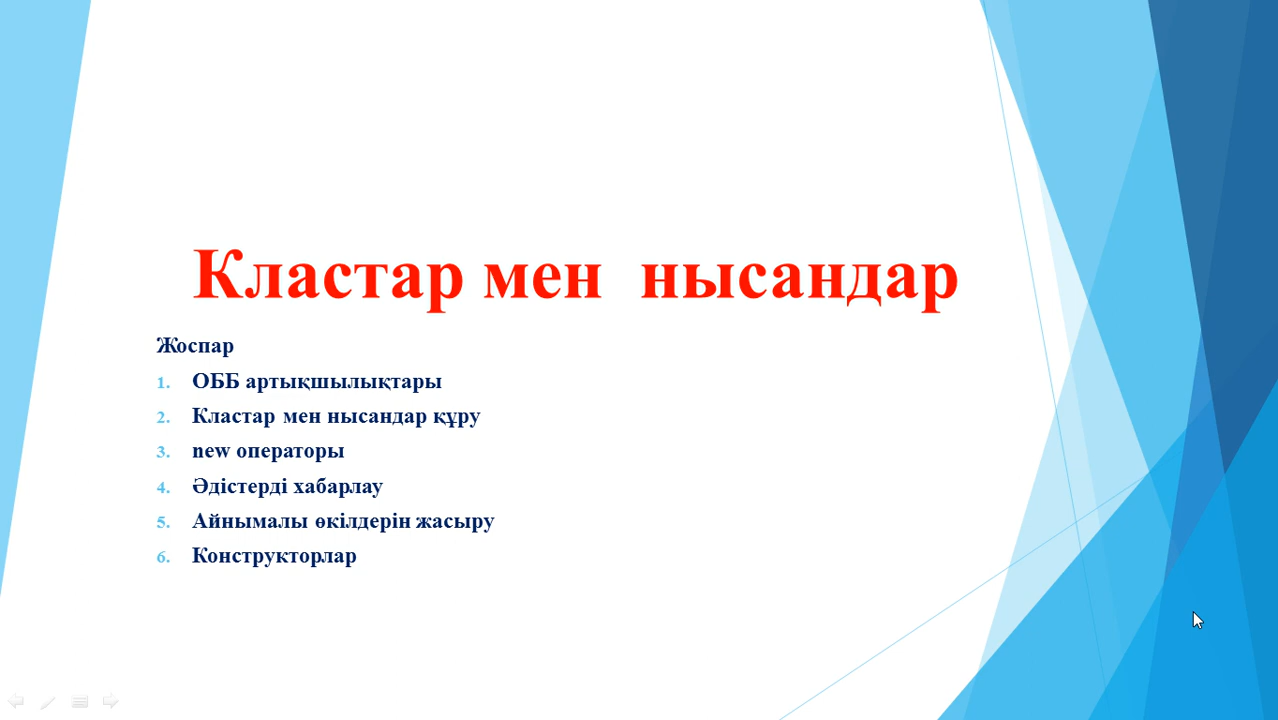 Кластар мен нысандар
Жоспар
1. ОББ артықшылықтары
2. Кластар мен нысандар құру
3. new операторы
4. Әдістерді хабарлау
5. Айнымалы өкілдерін жасыру
6. Конструкторлар